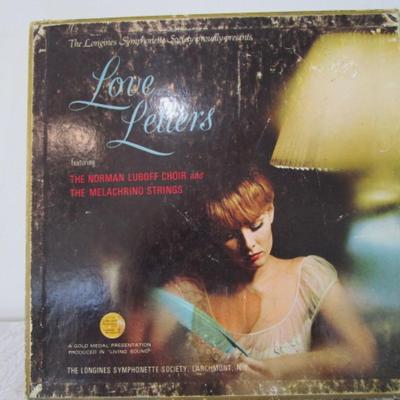 The Longines Symphonette Society proudly presents
Love
Letters
featuring
THE NORMAN LUBOFF CHOIR and
THE MELACHRINO STRINGS
A GOLD MEDAL PRESENTATION
PRODUCED IN "LIVING SOUND"
THE LONGINES SYMPHONETTE SOCIETY, LARCHMONT, N.Y.